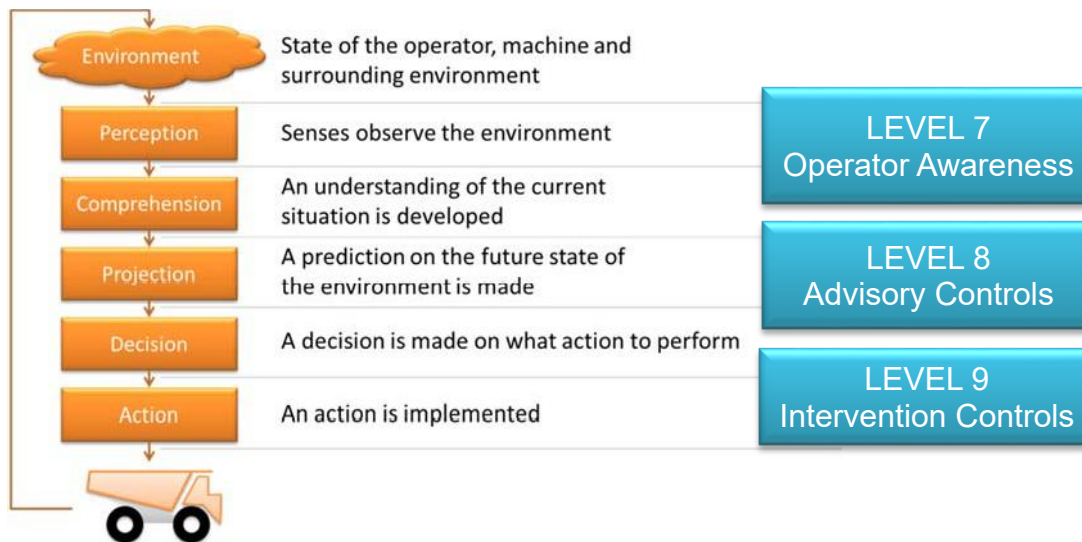 Environment
State of the operator, machine and
surrounding environment
Perception
Senses observe the environment
LEVEL 7
Operator Awareness
Comprehension
An understanding of the current
situation is developed
Projection
A prediction on the future state of
the environment is made
LEVEL 8
Advisory Controls
Decision
A decision is made on what action to perform
LEVEL 9
Intervention Controls
Action
An action is implemented